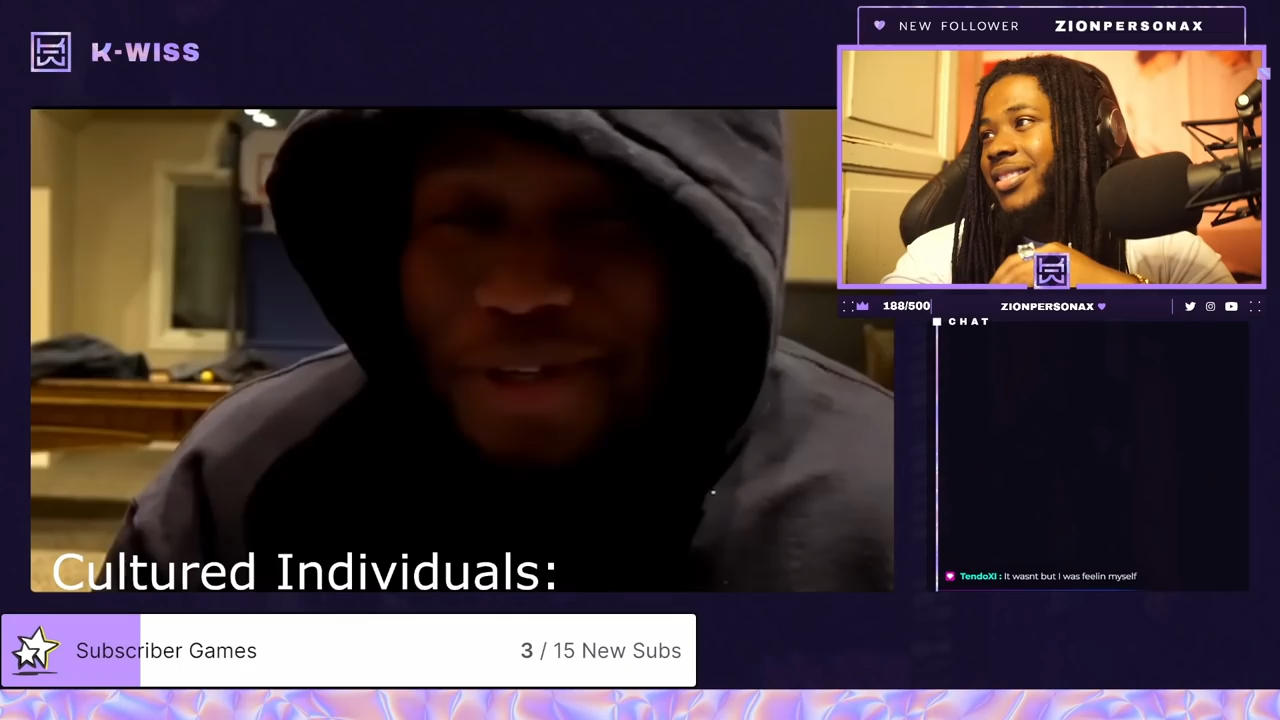 K-WISS
NEW FOLLOWER ZIONPERSONAX
188/500 ZIONPERSONAX
CHAT
TendoXI : It wasnt but I was feelin myself
Cultured Individuals:
Subscriber Games 3 / 15 New Subs